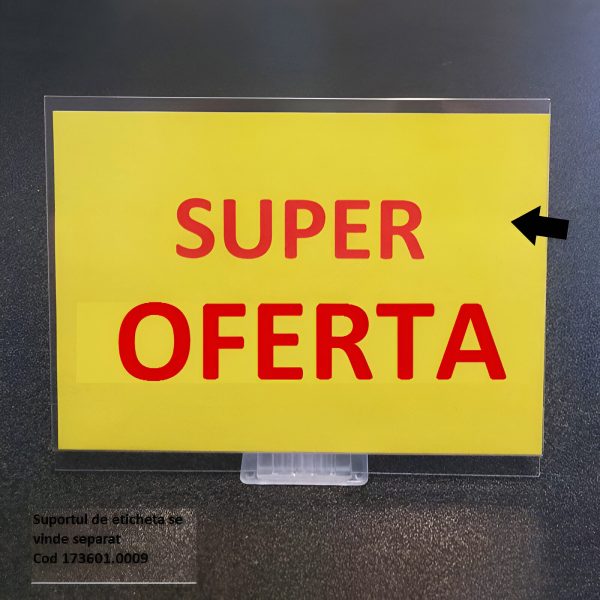 SUPER
OFERTA
Suportul de eticheta se
vinde separat
Cod 173601.0009